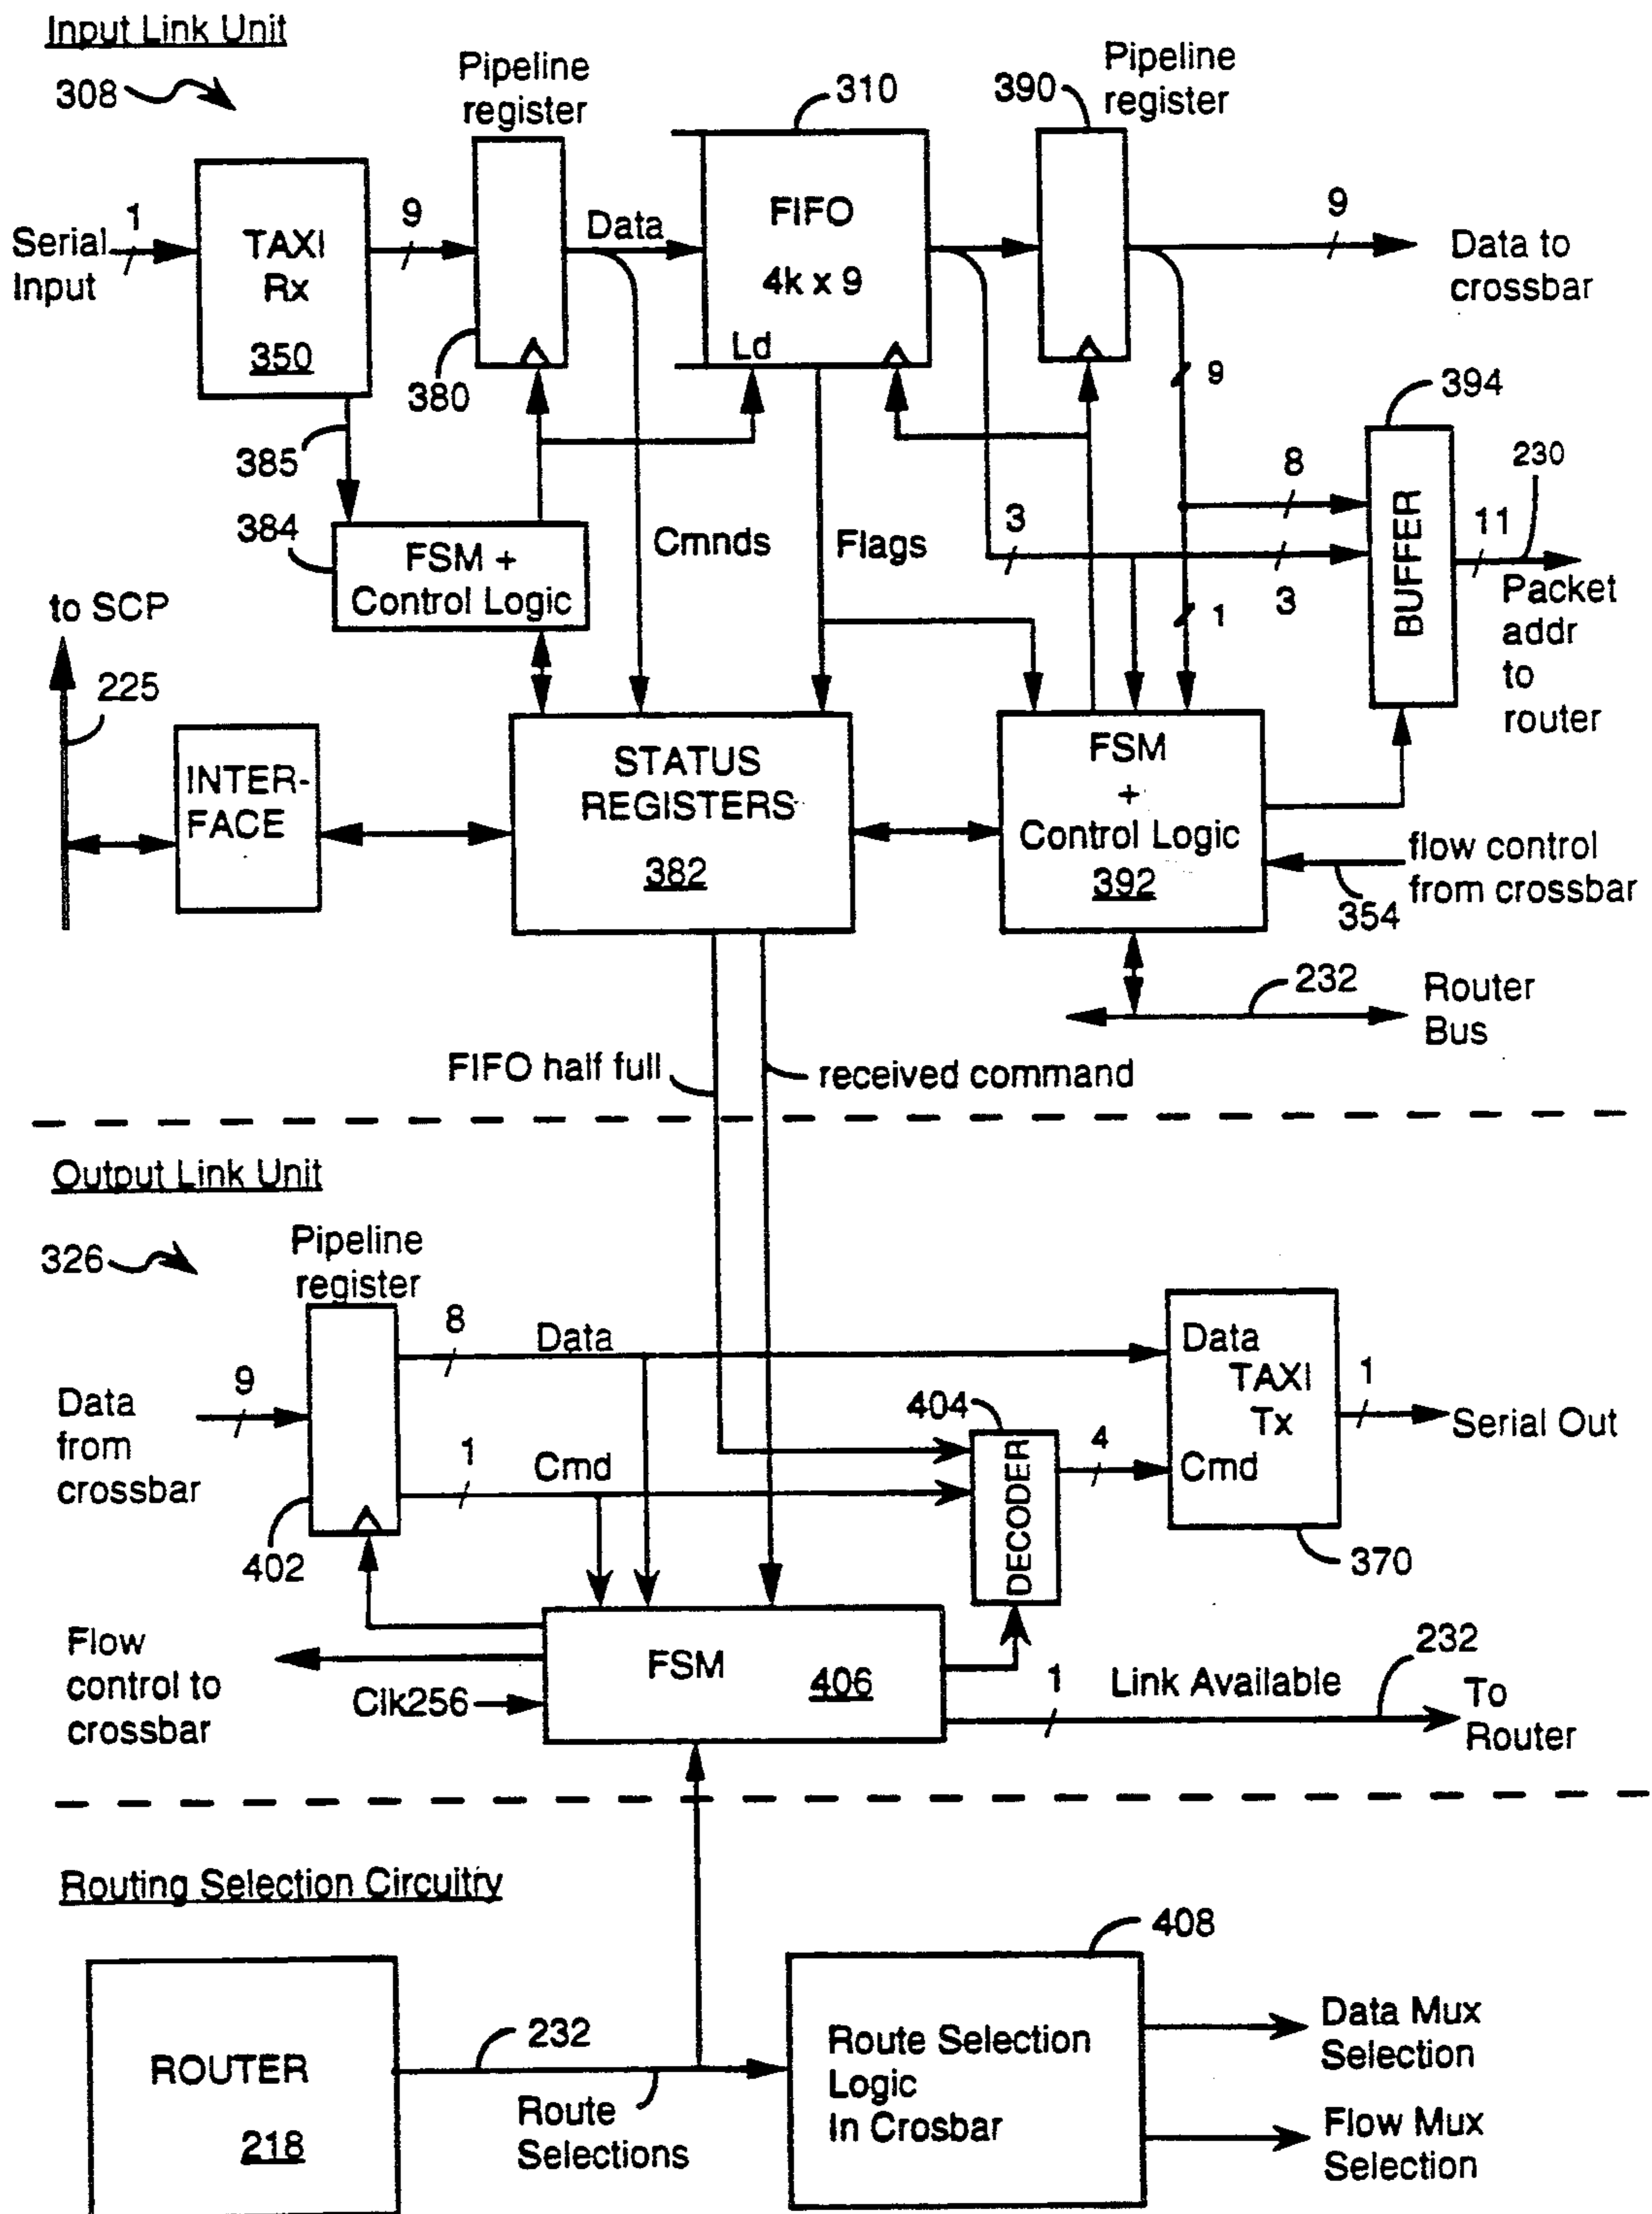 Input Link Unit
308
Pipeline
register
310
390
Pipeline
register
Serial
Input
1
TAXI
Rx
350
9
380
Data
FIFO
4k x 9
Ld
9
Data to
crossbar
9
394
385
384
FSM +
Control Logic
Cmnds
Flags
3
8
3
1
BUFFER
11
230
Packet
addr
to
router
to SCP
225
INTER-
FACE
STATUS
REGISTERS
382
FSM
+
Control Logic
392
flow control
from crossbar
354
232
Router
Bus
FIFO half full
received command
Output Link Unit
326
Pipeline
register
9
Data
from
crossbar
402
8
Data
1
Cmd
404
DECODER
4
Data
TAXI
Tx
Cmd
370
1
Serial Out
Flow
control to
crossbar
Clk256
FSM
406
1
Link Available
232
To
Router
Routing Selection Circuitry
ROUTER
218
232
Route
Selections
408
Route Selection
Logic
In Crosbar
Data Mux
Selection
Flow Mux
Selection